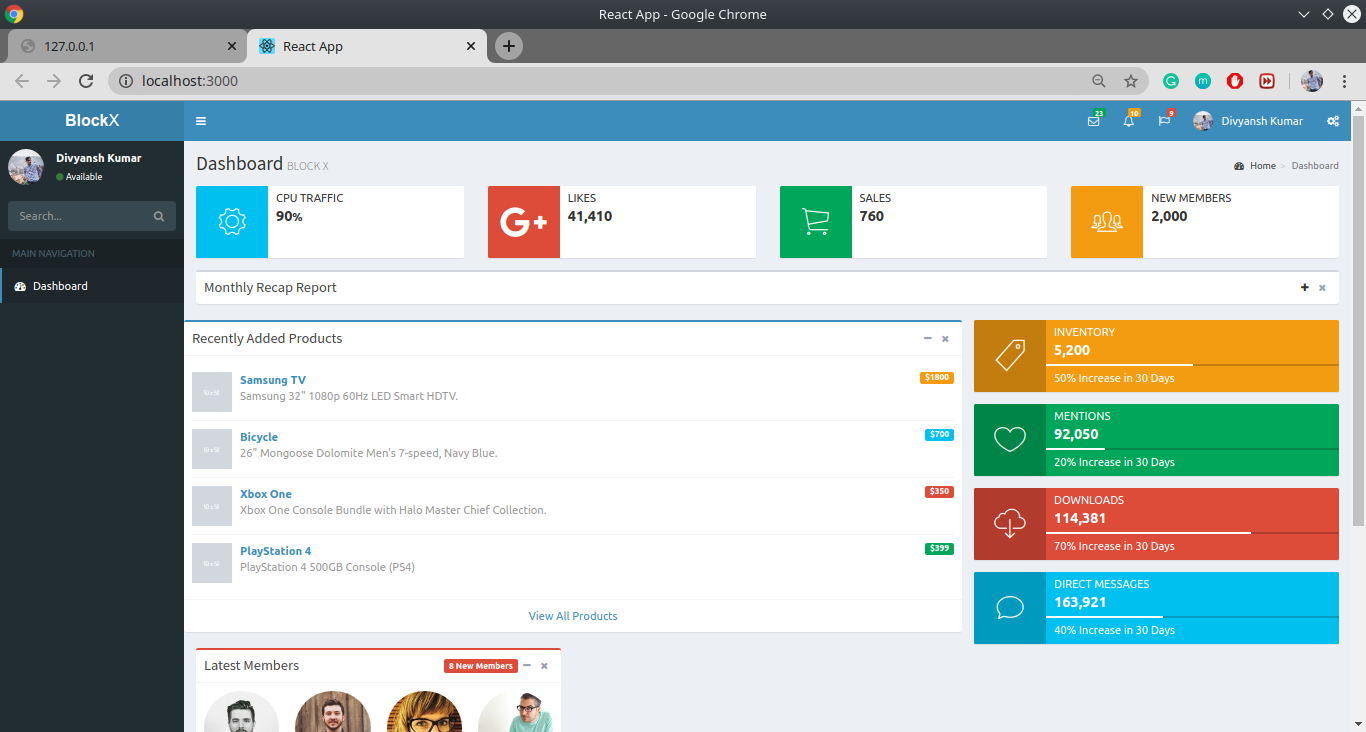 React App - Google Chrome
127.0.0.1
React App
localhost:3000
BlockX
23
10
9
Divyansh Kumar
Divyansh Kumar
Available
Search...
MAIN NAVIGATION
Dashboard
Dashboard BLOCK X
Home > Dashboard
CPU TRAFFIC
90%
G+
LIKES
41,410
SALES
760
NEW MEMBERS
2,000
Monthly Recap Report
Recently Added Products
Samsung TV
$1800
Samsung 32" 1080p 60Hz LED Smart HDTV.
Bicycle
$700
26" Mongoose Dolomite Men's 7-speed, Navy Blue.
Xbox One
$350
Xbox One Console Bundle with Halo Master Chief Collection.
PlayStation 4
$399
PlayStation 4 500GB Console (PS4)
View All Products
INVENTORY
5,200
50% Increase in 30 Days
MENTIONS
92,050
20% Increase in 30 Days
DOWNLOADS
114,381
70% Increase in 30 Days
DIRECT MESSAGES
163,921
40% Increase in 30 Days
Latest Members
8 New Members